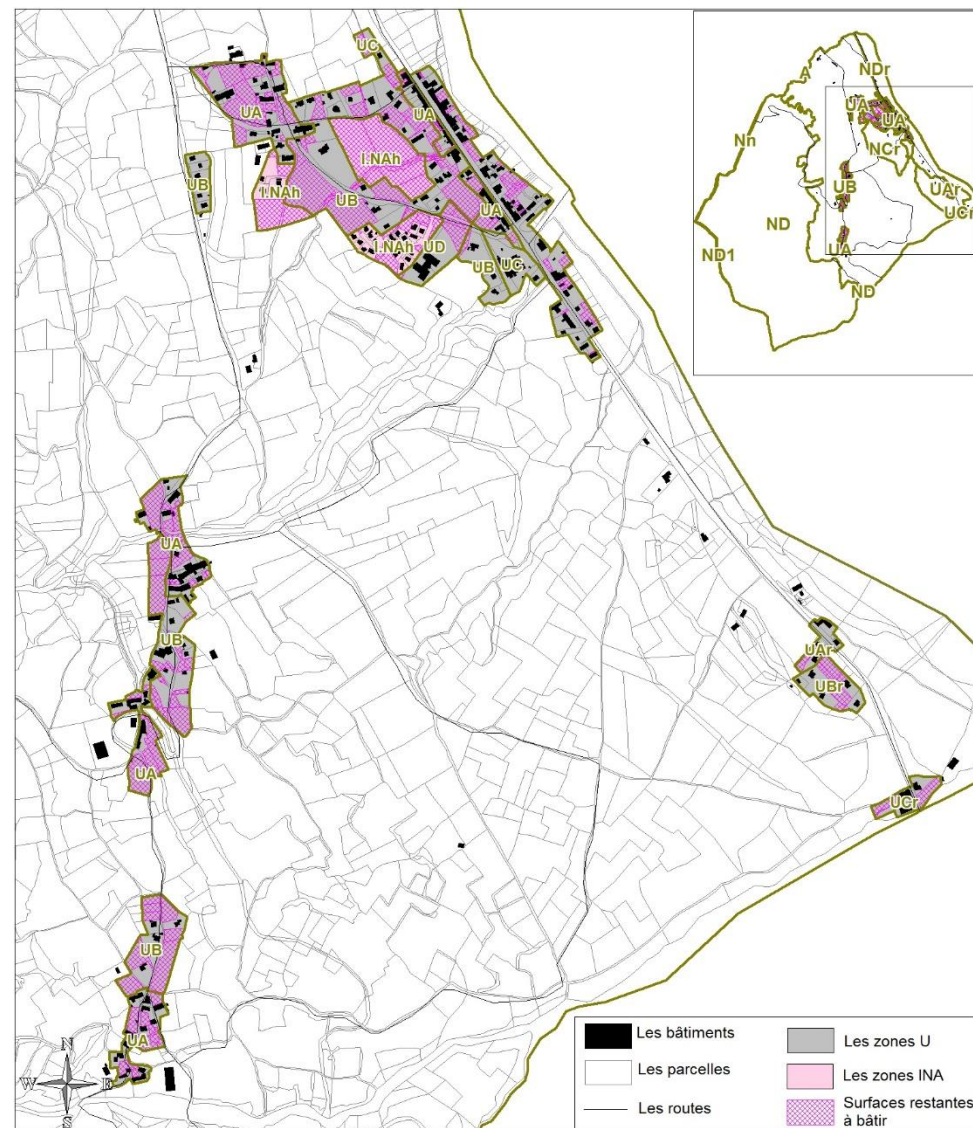 UC
UA
UA
I.NAh
UB
I.NAh
UB
UA
I.NAh
UD
UB
UC
A
NDr
UA
UA
Nn
NCr
UB
UAr
UCr
ND
UA
ND1
ND
UA
UB
UAr
UBr
UA
UCr
UB
UA
N
W
E
S
Les bâtiments
Les parcelles
Les routes
Les zones U
Les zones INA
Surfaces restantes
à bâtir